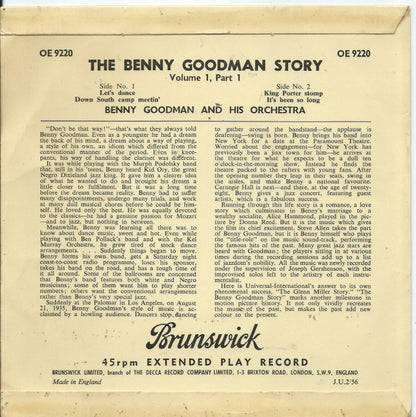 OE 9220
OE 9220
THE BENNY GOODMAN STORY
Volume 1, Part 1
Side No. 1
Let's dance
Down South camp meetin'
Side No. 2
King Porter stomp
It's been so long
BENNY GOODMAN AND HIS ORCHESTRA
"Don't be that way!"—that's what they always told
Benny Goodman. Even as a youngster he had a dream
in the back of his mind, a dream about a way of playing,
a style of his own, an idiom which differed from the
conventional manner of the period. Even in knee-
pants, his way of handling the clarinet was different.
It was while playing with the Murph Podolsky band
that, still in his 'teens, Benny heard Kid Ory, the great
Negro Dixieland jazz king. It gave him a clearer idea
of what he wanted to do and brought his dream a
little closer to fulfilment. But it was a long time
before the dream became reality. Benny had to suffer
many disappointments, undergo many trials, and work
at many dull musical chores before he could be him-
self. He loved only the best. He was equally devoted
to the classics—he had a genuine passion for Mozart
—and to jazz, but nothing in between.
Meanwhile, Benny was learning all there was to
know about dance music, sweet and hot. Even while
playing with Ben Pollack's band and with the Kel
Murray Orchestra, he grew tired of stock dance
arrangements. . . . Suddenly things began to happen.
Benny forms his own band, gets a Saturday night
coast-to-coast radio programme, loses his sponsor,
takes his band on the road, and has a tough time of
it all around. Some of the ballrooms are concerned
that Benny's band features both white and Negro
musicians; some of them want him to play shorter
numbers; others want the conventional arrangements
rather than Benny's very special jazz.
Suddenly at the Palomar in Los Angeles, on August
21, 1935, Benny Goodman's style of music is ac-
claimed by a howling audience. Dancers stop dancing
to gather around the bandstand—the applause is
deafening—swing is born. Benny brings his band into
New York for a date at the Paramount Theatre.
Worried about the engagement—for New York has
previously been a jinx town for him—he arrives at
the theatre for what he expects to be a dull ten
o'clock-in-the-morning show. Instead he finds the
theatre packed to the rafters with young fans. After
the opening number they leap in their seats, swing in
the aisles, and make Benny a national favourite.
Carnegie Hall is next—and there, at the age of twenty-
eight, Benny gives a jazz concert, featuring guest
artists, which is a fabulous success.
Running through this life story is a romance, a love
story which culminates in Benny's marriage to a
wealthy socialite, Alice Hammond, played in the pic-
ture by Donna Reed. But it is the music which gives
the film its chief excitement. Steve Allen takes the part
of Benny Goodman, but it is Benny himself who plays
the "title-role" on the music sound-track, performing
the famous hits of the past. Many great jazz stars are
heard with Goodman, the players sitting in at various
times during the recording sessions add up to a list
of jazzdom's nobility. All the music was newly recorded
under the supervision of Joseph Gershenson, with the
improvised solos left to the artistry of each instru-
mentalist.
Here is Universal-International's answer to its own
phenomenal success, "The Glenn Miller Story." "The
Benny Goodman Story" marks another milestone in
motion picture history. It not only vividly recreates
the music of the past, but makes the past add new
colour to the present.
Brunswick
45rpm EXTENDED PLAY RECORD
BRUNSWICK LIMITED, branch of THE DECCA RECORD COMPANY LIMITED, 1-3 BRIXTON ROAD, LONDON, S.W.9, ENGLAND
Made in England
J.U.2/56